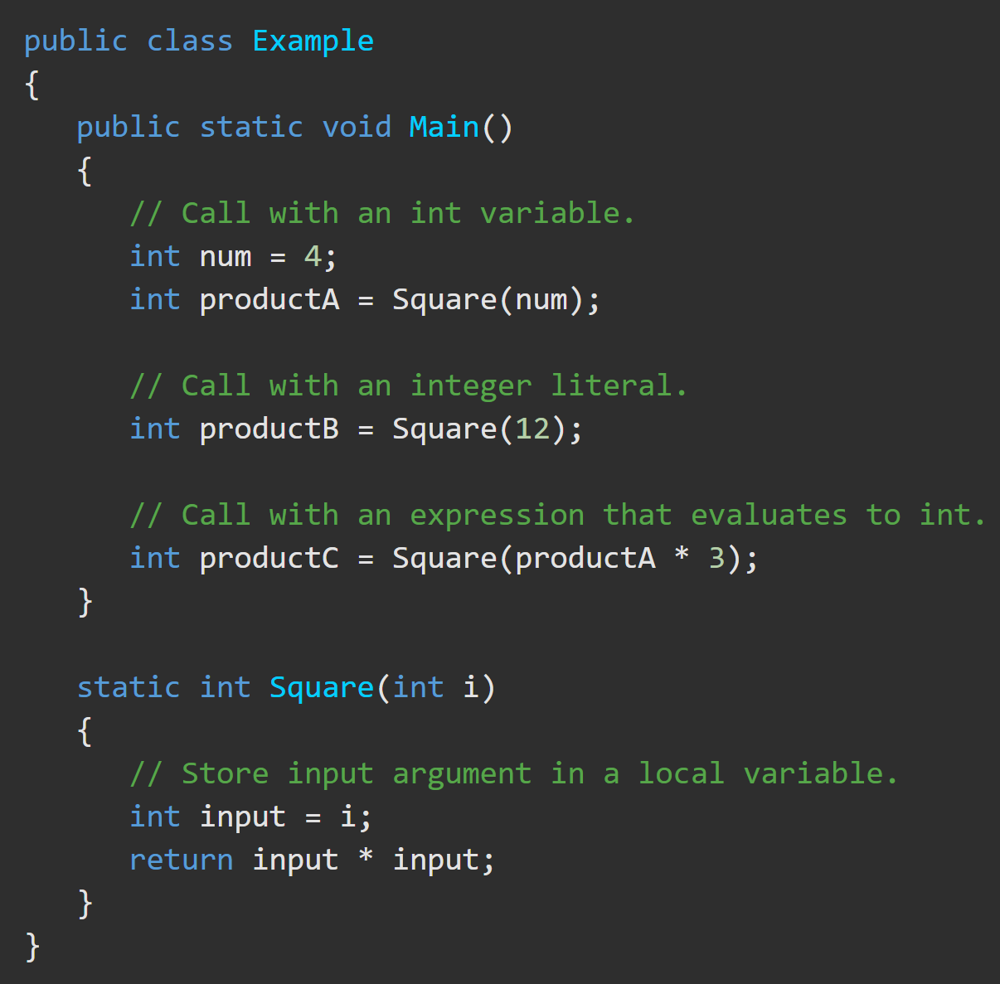 public class Example
{
   public static void Main()
   {
      // Call with an int variable.
      int num = 4;
      int productA = Square(num);

      // Call with an integer literal.
      int productB = Square(12);

      // Call with an expression that evaluates to int.
      int productC = Square(productA * 3);
   }

   static int Square(int i)
   {
      // Store input argument in a local variable.
      int input = i;
      return input * input;
   }
}